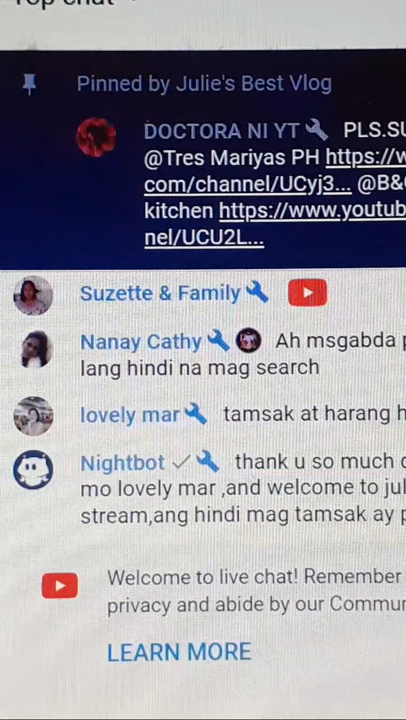 Top chat
Pinned by Julie's Best Vlog
DOCTORA NI YT PLS.SU
@Tres Mariyas PH https://w
com/channel/UCyj3... @B&
kitchen https://www.youtub
nel/UCU2L...
Suzette & Family
Nanay Cathy Ah msgabda p
lang hindi na mag search
lovely mar tamsak at harang h
Nightbot thank u so much
mo lovely mar ,and welcome to jul
stream,ang hindi mag tamsak ay p
Welcome to live chat! Remember
privacy and abide by our Commun
LEARN MORE